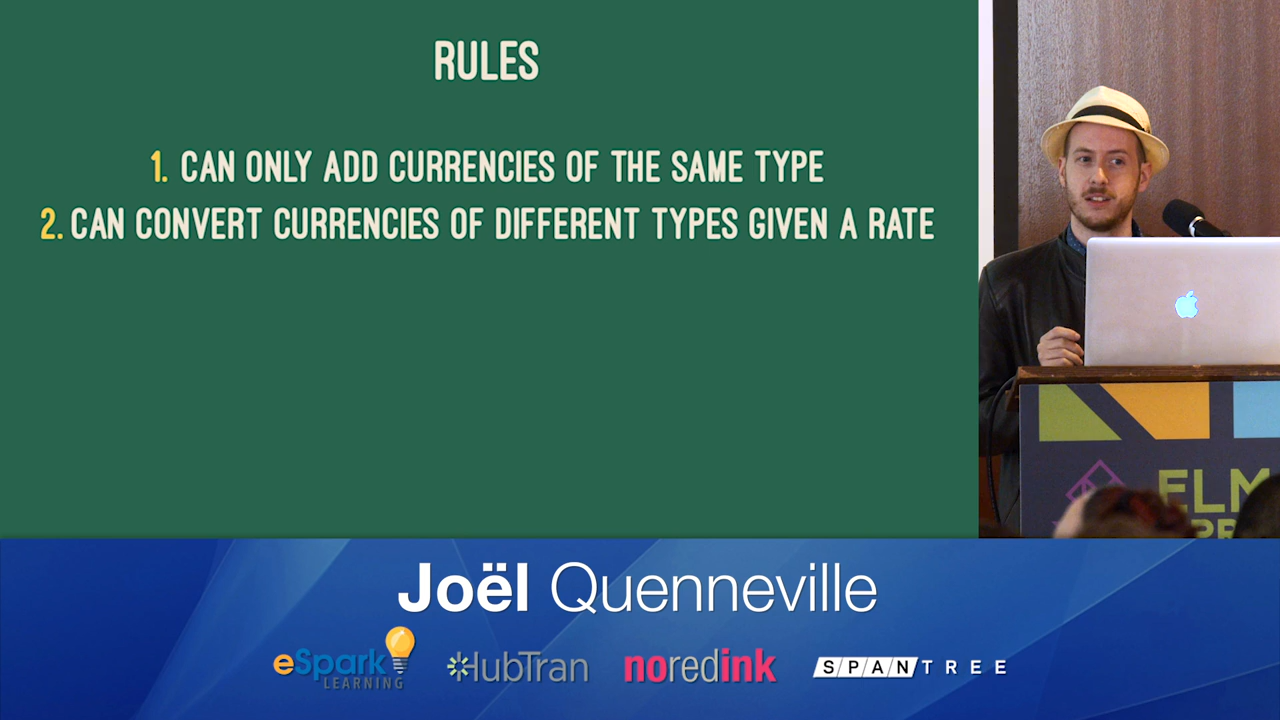 RULES
1. CAN ONLY ADD CURRENCIES OF THE SAME TYPE
2. CAN CONVERT CURRENCIES OF DIFFERENT TYPES GIVEN A RATE
ELM
Joël Quenneville
eSpark LEARNING
HubTran
noredink
SPANTREE